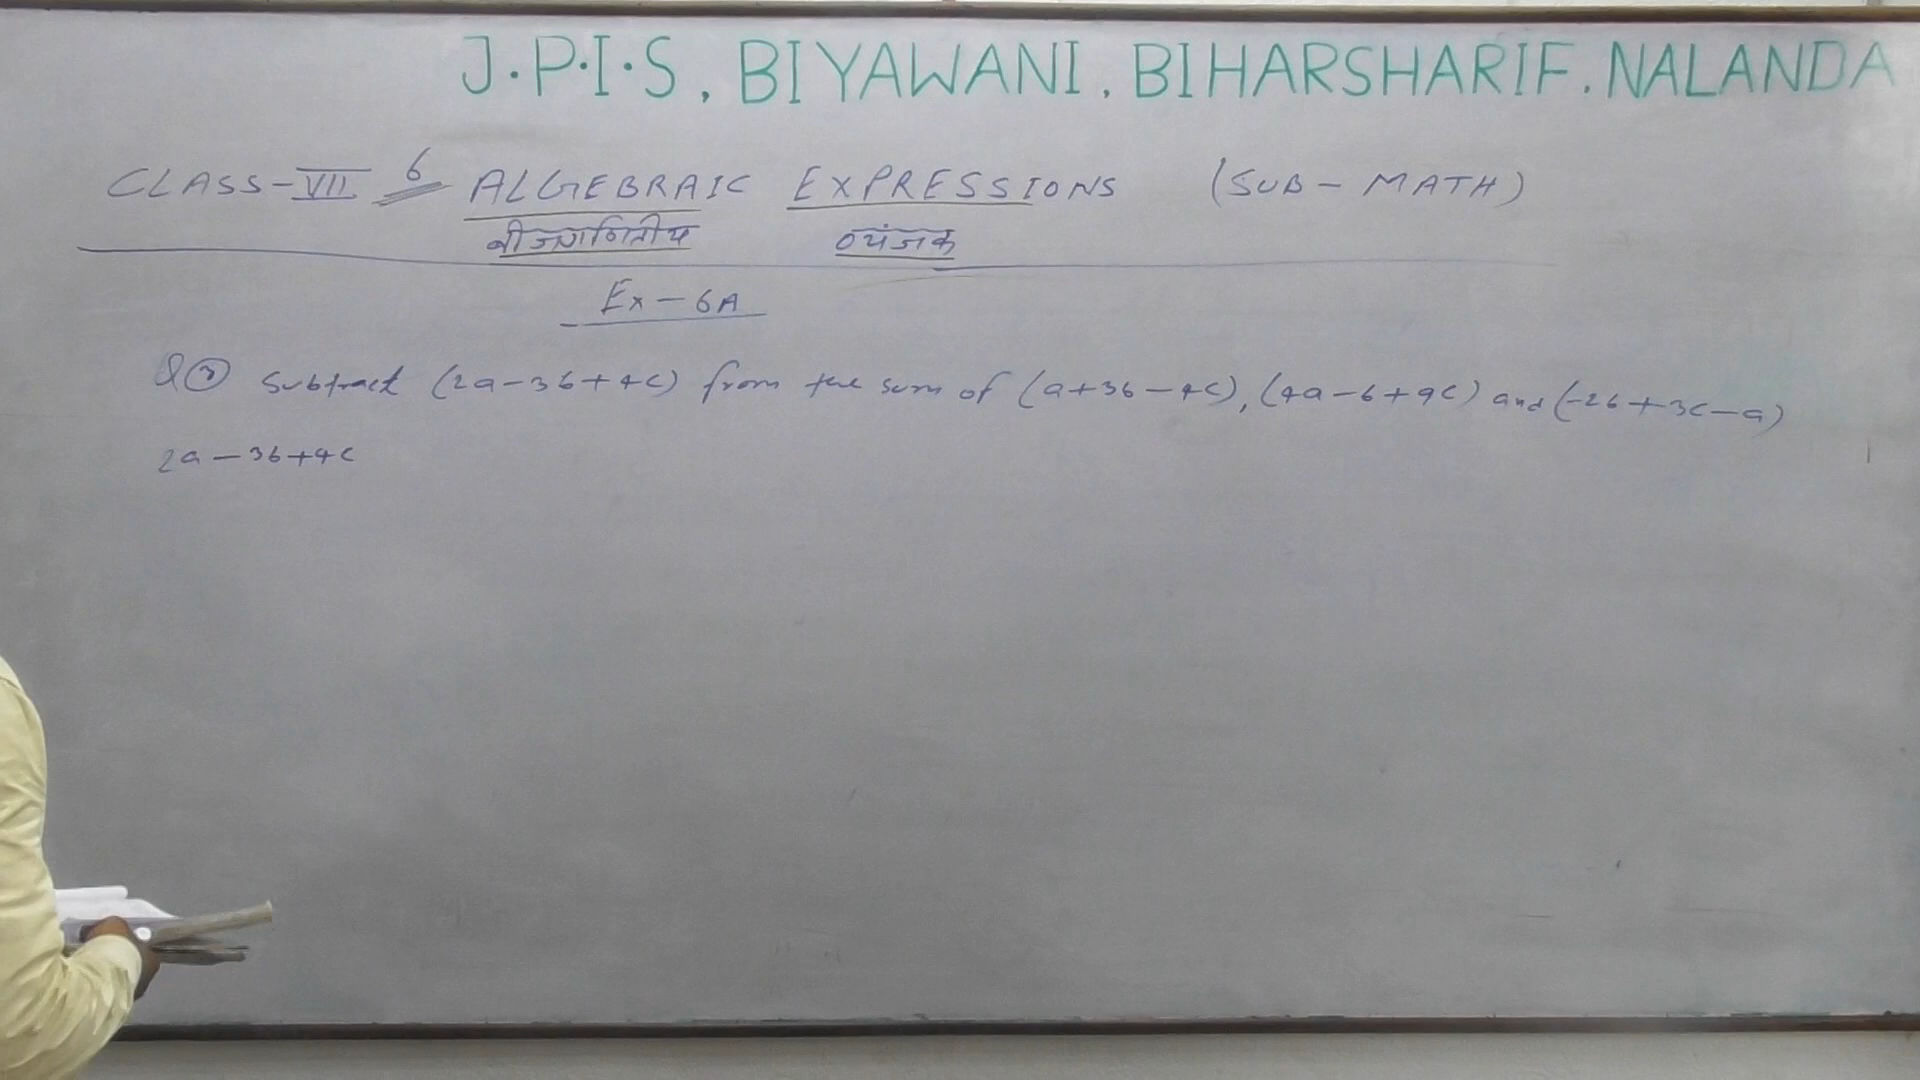 J.P.I.S, BIYAWANI, BIHARSHARIF, NALANDA
CLASS-VII 6 ALGEBRAIC EXPRESSIONS (SUB-MATH)
बीजगणितीय व्यंजक
Ex-6A
Q③ Subtract (2a-3b+4c) from the sum of (a+3b-4c), (4a-b+9c) and (-2b+3c-a)
2a-3b+4c